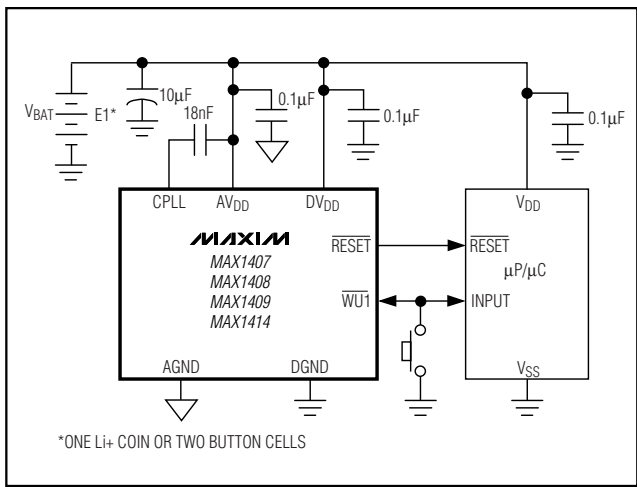 10µF
0.1µF
0.1µF
0.1µF
VBAT
E1*
18nF
CPLL
AVDD
DVDD
VDD
MAXIM
RESET
RESET
MAX1407
MAX1408
MAX1409
MAX1414
µP/µC
WU1
INPUT
AGND
DGND
VSS
*ONE Li+ COIN OR TWO BUTTON CELLS